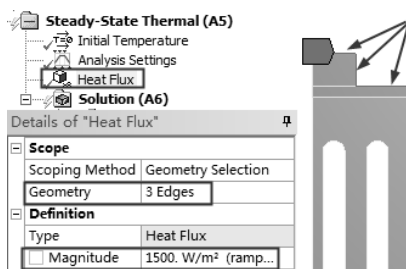 Steady-State Thermal (A5)
Initial Temperature
Analysis Settings
Heat Flux
Solution (A6)
Details of "Heat Flux"
Scope
Scoping Method Geometry Selection
Geometry 3 Edges
Definition
Type Heat Flux
Magnitude 1500. W/m² (ramp...